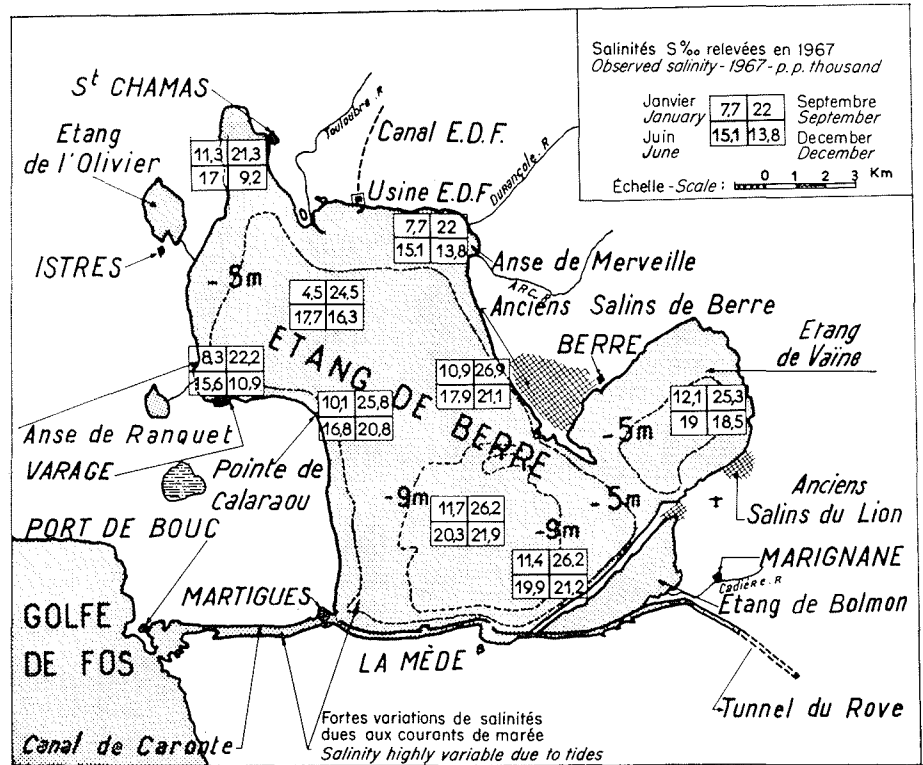 Salinités S‰ relevées en 1967
Observed salinity - 1967 - p.p. thousand
Janvier
January
7,7 22
Septembre
September
Juin
June
15,1 13,8
Décembre
December
Échelle - Scale :
0 1 2 3 Km
St CHAMAS
Touloubre . R
Canal E.D.F.
Etang
de l'Olivier
11,3 21,3
17 9,2
Usine E.D.F
Durançole . R
7,7 22
15,1 13,8
Anse de Merville
ARC . R
ISTRES
- 8m
4,5 24,5
17,7 16,3
Anciens Salins de Berre
BERRE
Etang
de Vaïne
ETANG DE BERRE
8,3 22,2
15,6 10,9
10,9 26,9
17,9 21,1
12,1 25,3
19 18,5
10,1 25,8
16,8 20,8
- 5m
Anse de Ranquet
VARAGE
Pointe de
Calaraou
- 9m
11,7 26,2
20,3 21,9
- 5m
- 9m
Anciens
Salins du Lion
PORT DE BOUC
11,4 26,2
19,9 21,2
MARIGNANE
Cadière . R
MARTIGUES
Etang de Bolmon
GOLFE
DE FOS
LA MÈDE
Tunnel du Rove
Canal de Caronte
Fortes variations de salinités
dues aux courants de marée
Salinity highly variable due to tides